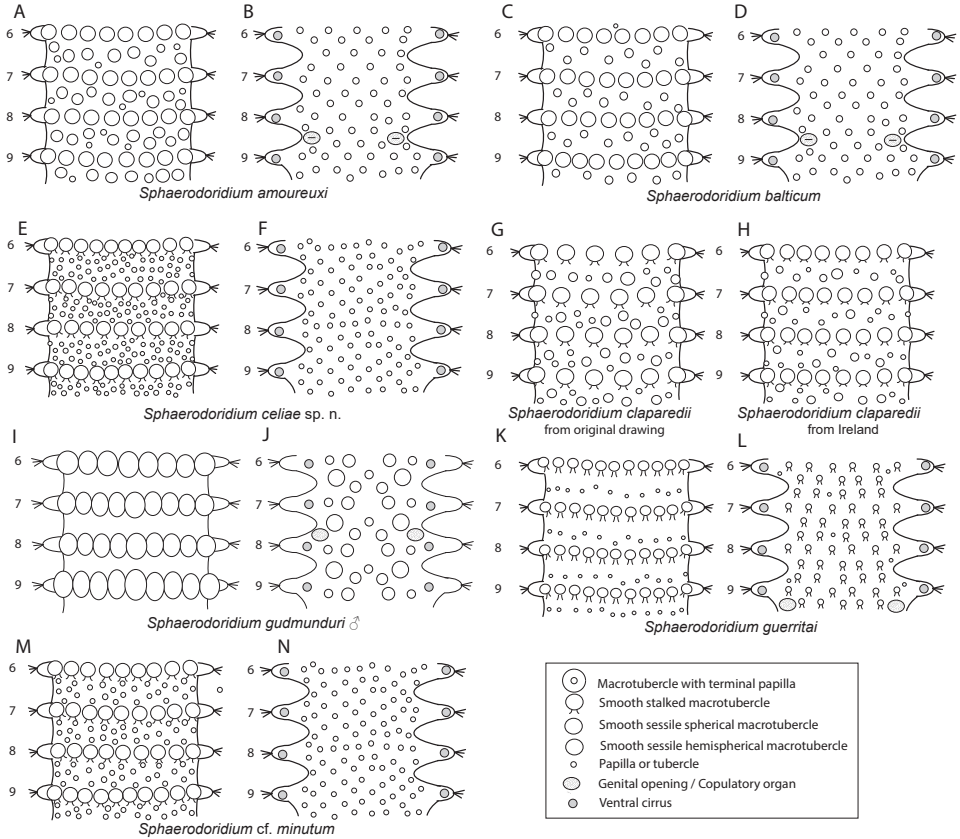 A
B
C
D
6
7
8
9
6
7
8
9
6
7
8
9
6
7
8
9
Sphaerodoridium amoureuxi
Sphaerodoridium balticum
E
F
G
H
6
7
8
9
6
7
8
9
6
7
8
9
6
7
8
9
Sphaerodoridium celiae sp. n.
Sphaerodoridium claparedii
from original drawing
Sphaerodoridium claparedii
from Ireland
I
J
K
L
6
7
8
9
6
7
8
9
6
7
8
9
6
7
8
9
Sphaerodoridium gudmunduri ♂
Sphaerodoridium guerritai
M
N
6
7
8
9
6
7
8
9
Sphaerodoridium cf. minutum
Macrotubercle with terminal papilla
Smooth stalked macrotubercle
Smooth sessile spherical macrotubercle
Smooth sessile hemispherical macrotubercle
Papilla or tubercle
Genital opening / Copulatory organ
Ventral cirrus